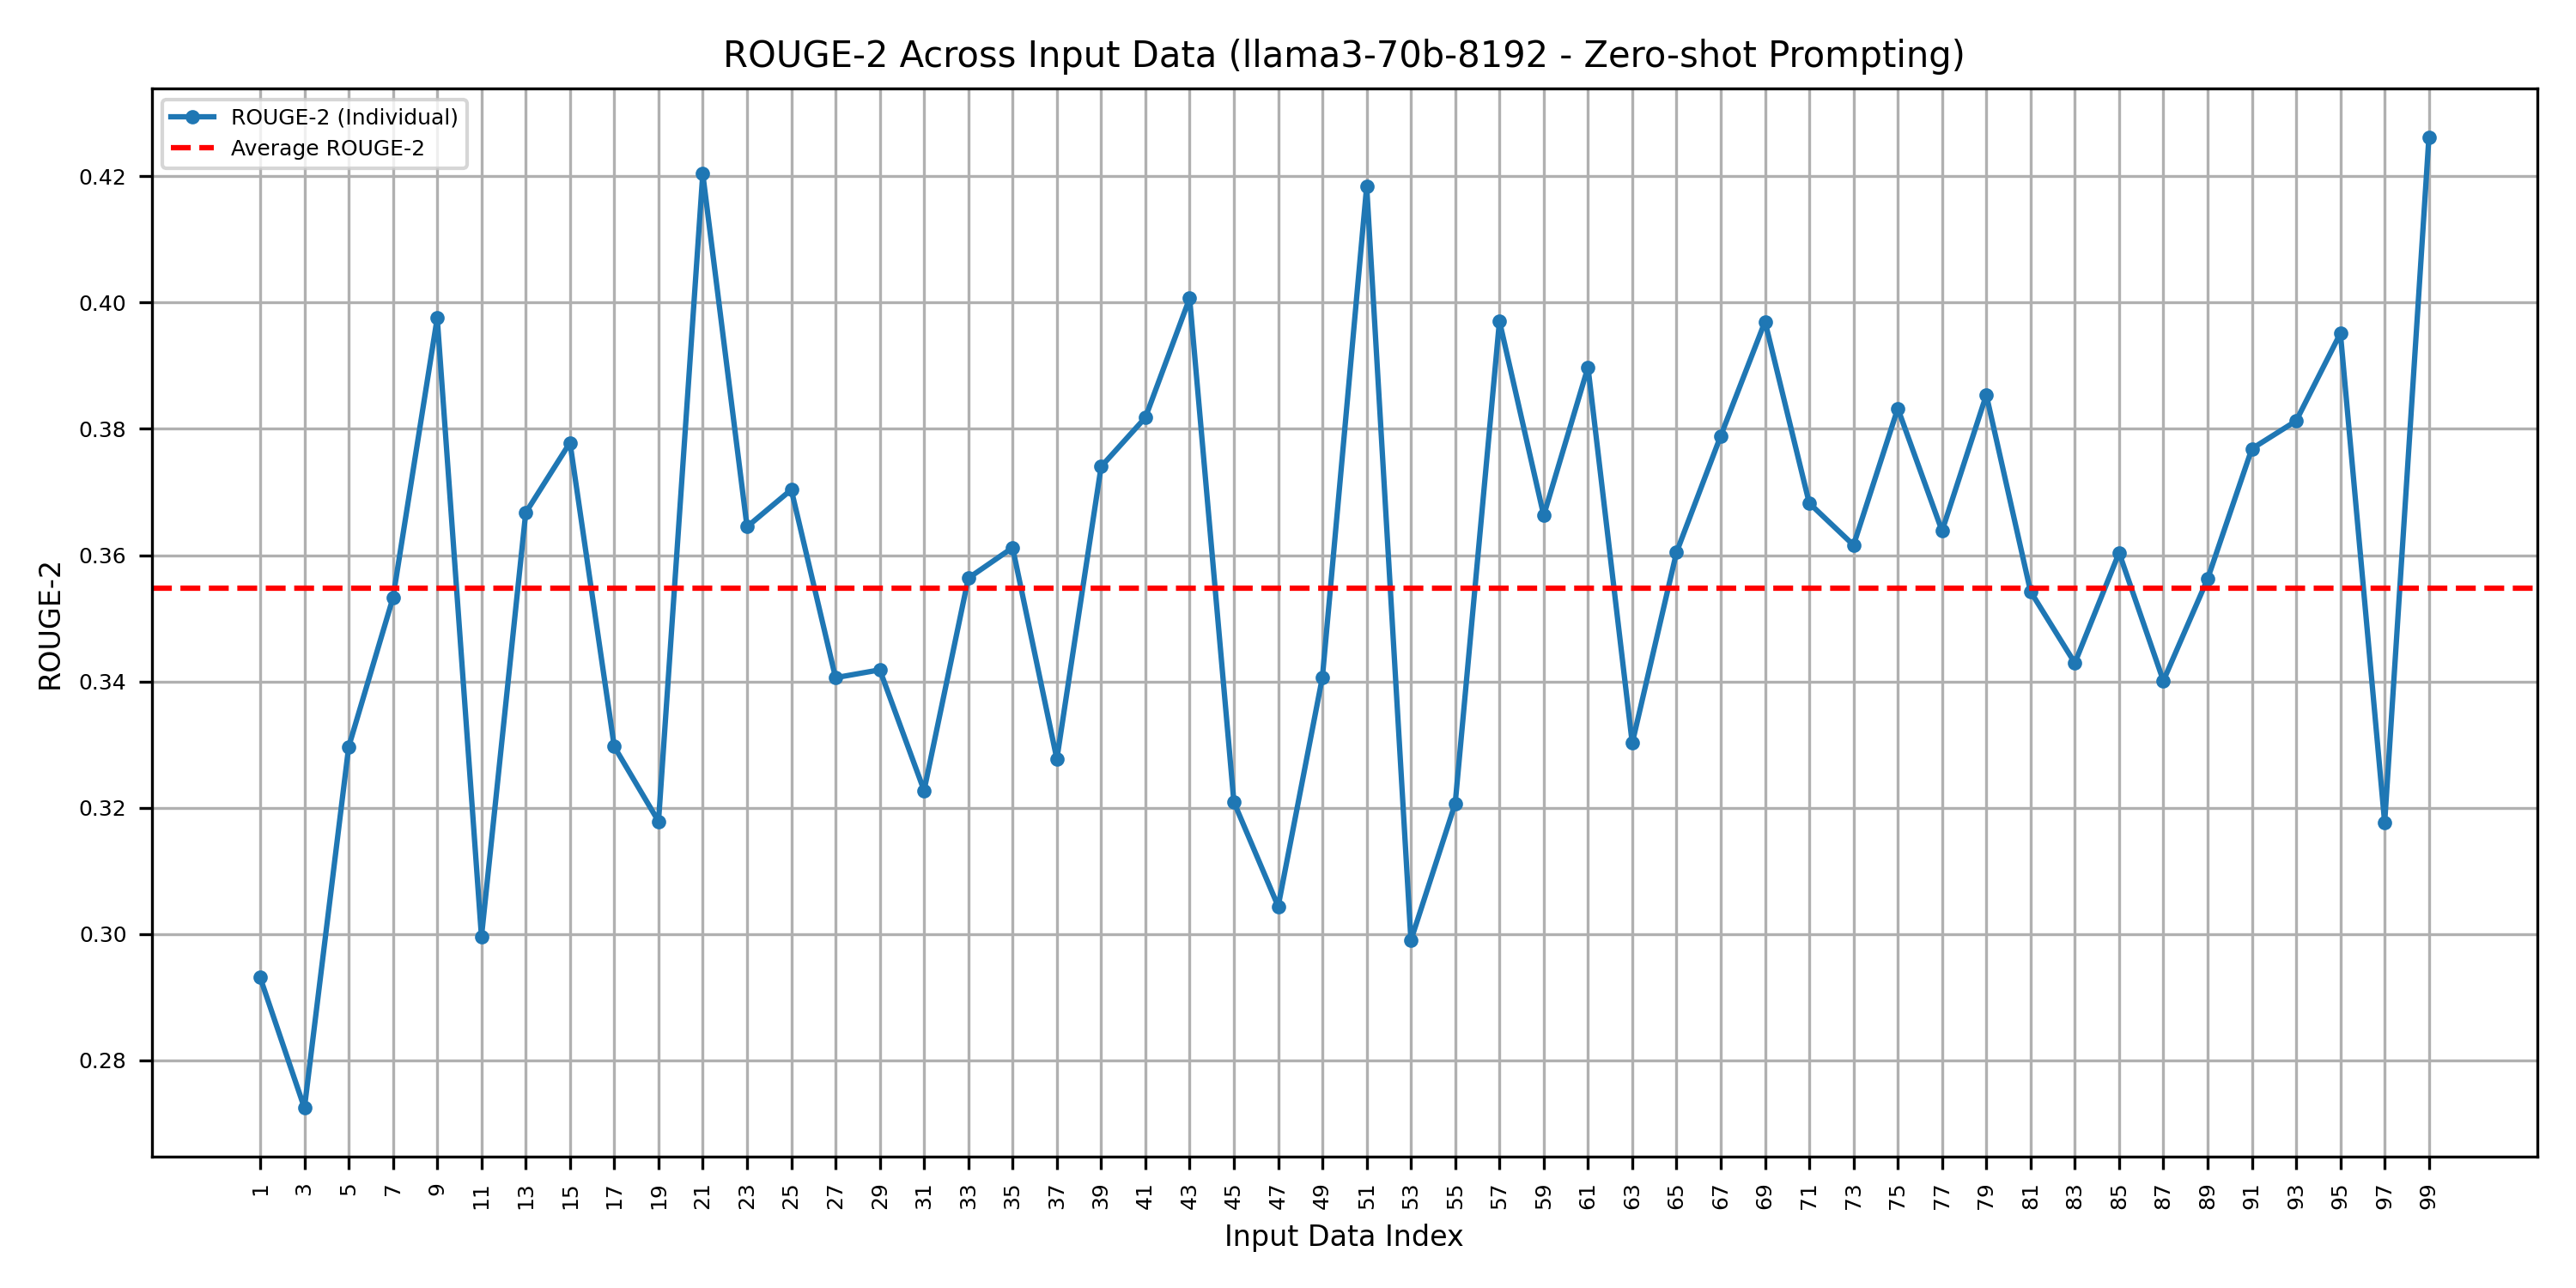 ROUGE-2 Across Input Data (llama3-70b-8192 - Zero-shot Prompting)
ROUGE-2 (Individual)
Average ROUGE-2
0.42
0.40
0.38
0.36
0.34
0.32
0.30
0.28
ROUGE-2
1 3 5 7 9 11 13 15 17 19 21 23 25 27 29 31 33 35 37 39 41 43 45 47 49 51 53 55 57 59 61 63 65 67 69 71 73 75 77 79 81 83 85 87 89 91 93 95 97 99
Input Data Index